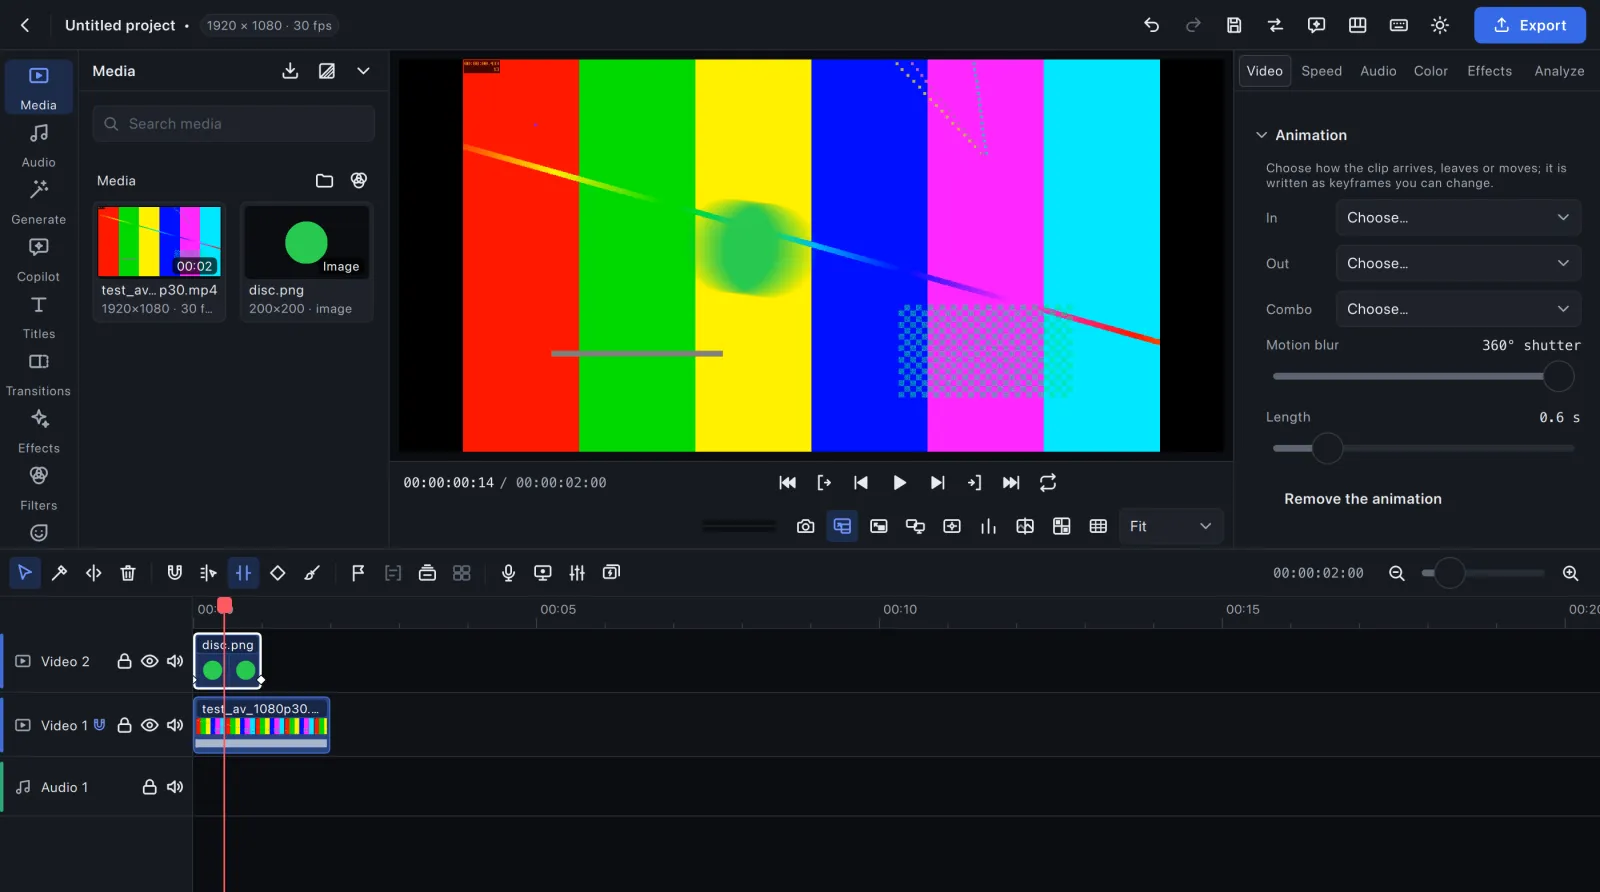 Untitled project •
1920 × 1080 · 30 fps
Export
Media
Audio
Generate
Copilot
Titles
Transitions
Effects
Filters
Media
Search media
Media
00:02
test_av... p30.mp4
1920×1080 · 30 f...
Image
disc.png
200×200 · image
00:00:00:14 / 00:00:02:00
Fit
Video
Speed
Audio
Color
Effects
Analyze
Animation
Choose how the clip arrives, leaves or moves; it is
written as keyframes you can change.
In
Choose...
Out
Choose...
Combo
Choose...
Motion blur
360° shutter
Length
0.6 s
Remove the animation
00:00:02:00
00:05
00:10
00:15
00:20
Video 2
disc.png
Video 1
test_av_1080p30....
Audio 1